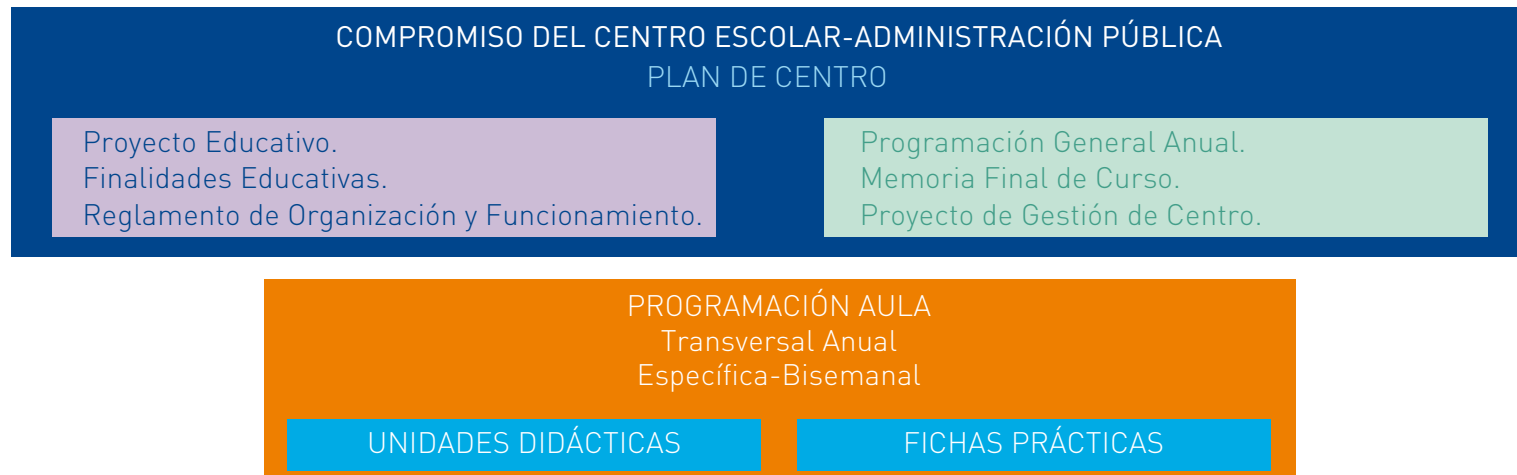 COMPROMISO DEL CENTRO ESCOLAR-ADMINISTRACIÓN PÚBLICA
PLAN DE CENTRO
Proyecto Educativo.
Finalidades Educativas.
Reglamento de Organización y Funcionamiento.
Programación General Anual.
Memoria Final de Curso.
Proyecto de Gestión de Centro.
PROGRAMACIÓN AULA
Transversal Anual
Específica-Bisemanal
UNIDADES DIDÁCTICAS
FICHAS PRÁCTICAS